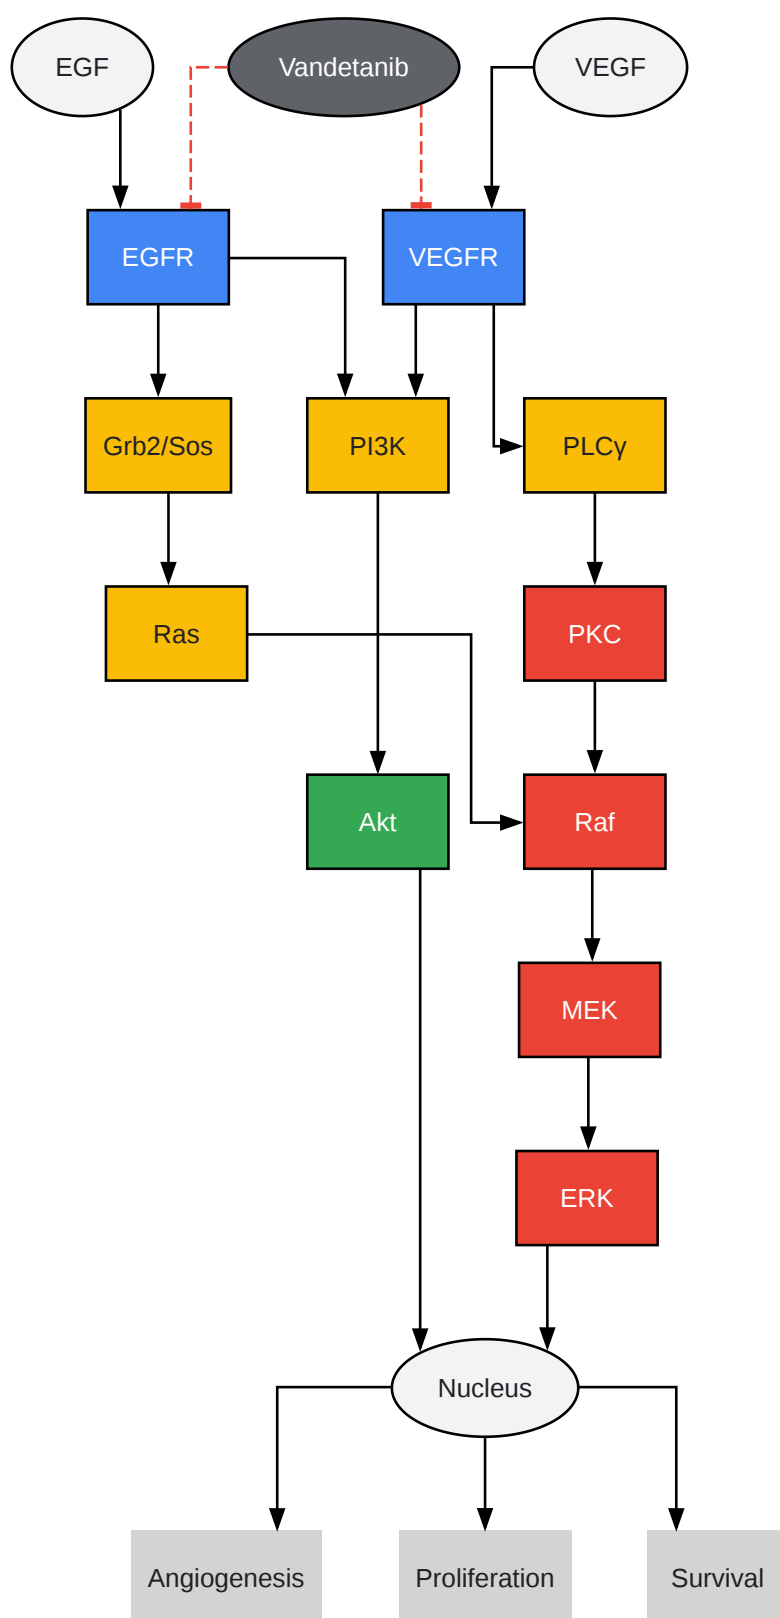 EGF
Vandetanib
VEGF
EGFR
VEGFR
Grb2/Sos
PI3K
PLCγ
Ras
PKC
Akt
Raf
MEK
ERK
Nucleus
Angiogenesis
Proliferation
Survival